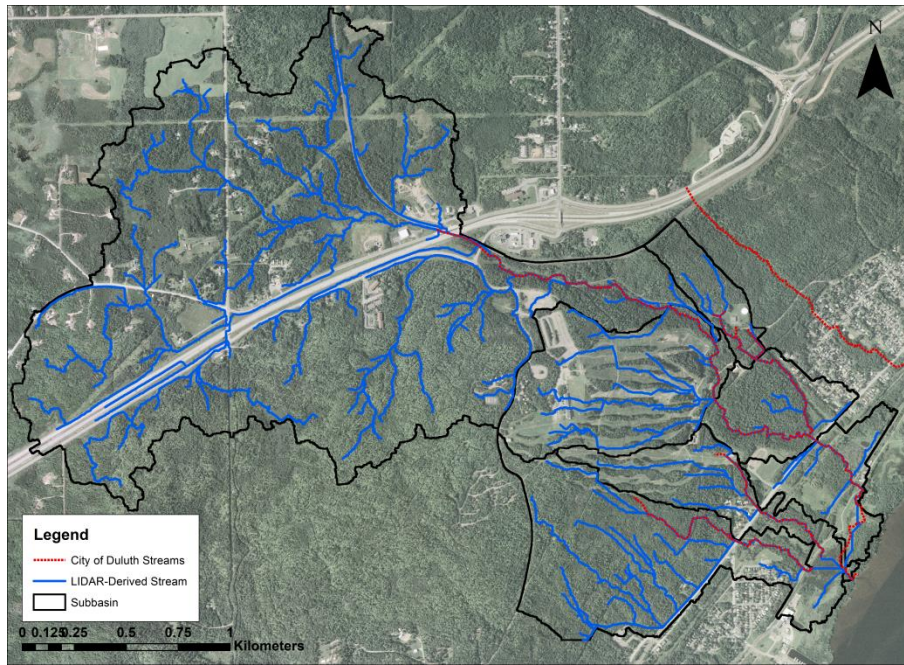 N
Legend
City of Duluth Streams
LIDAR-Derived Stream
Subbasin
0 0.125 0.25 0.5 0.75 1
Kilometers